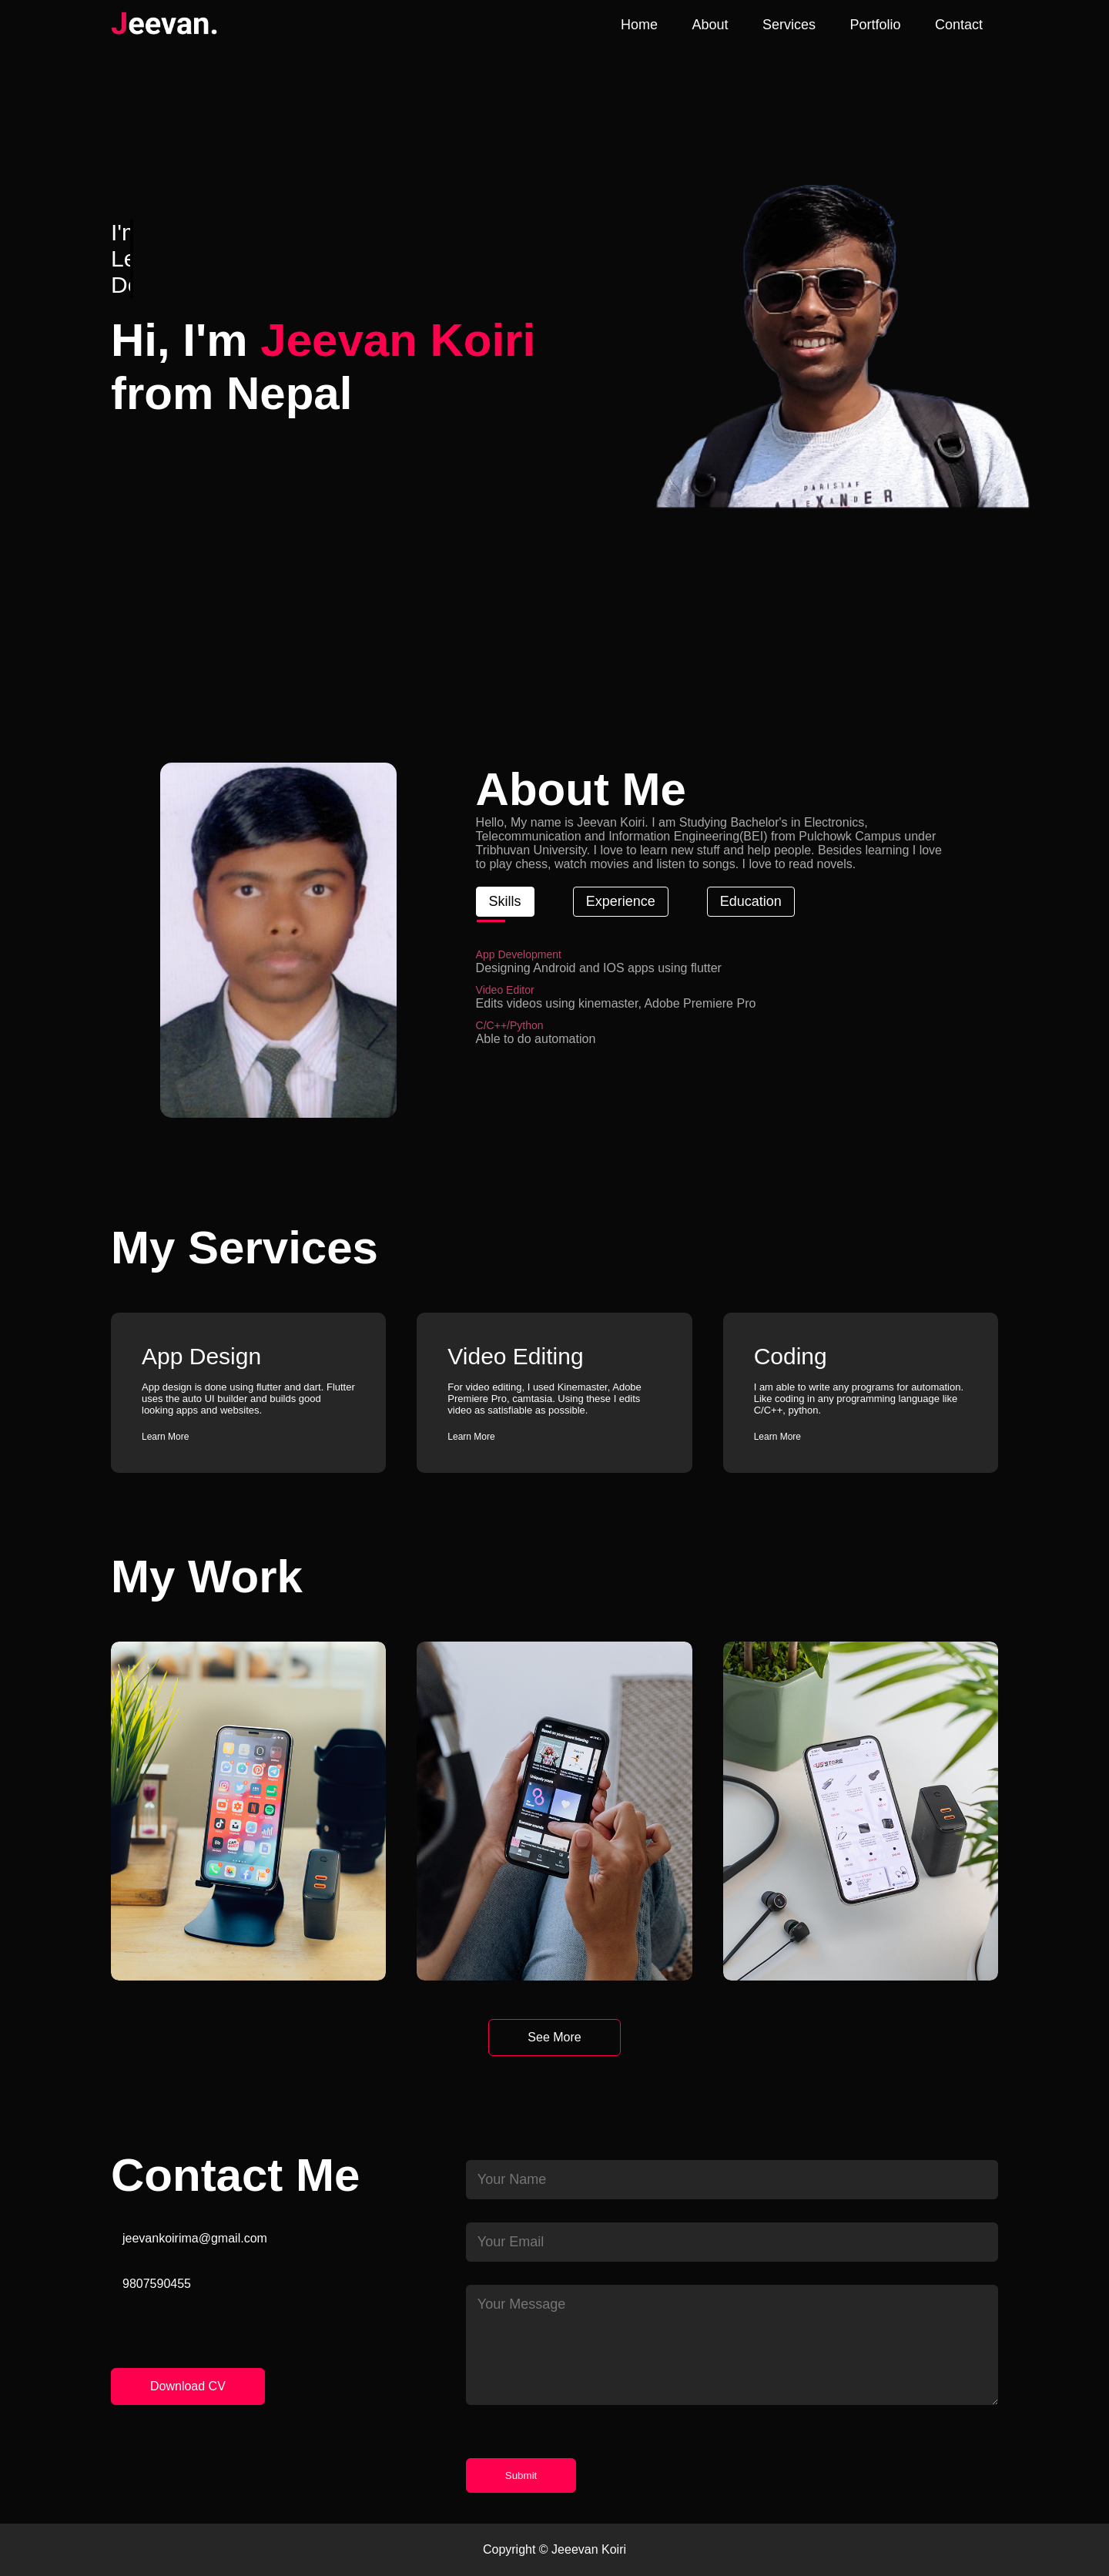 Jeevan.
Home About Services Portfolio Contact
I'm
Le
De
Hi, I'm Jeevan Koiri
from Nepal
PARISIAF
About Me
Hello, My name is Jeevan Koiri. I am Studying Bachelor's in Electronics,
Telecommunication and Information Engineering(BEI) from Pulchowk Campus under
Tribhuvan University. I love to learn new stuff and help people. Besides learning I love
to play chess, watch movies and listen to songs. I love to read novels.
Skills Experience Education
App Development
Designing Android and IOS apps using flutter
Video Editor
Edits videos using kinemaster, Adobe Premiere Pro
C/C++/Python
Able to do automation
My Services
App Design
App design is done using flutter and dart. Flutter
uses the auto UI builder and builds good
looking apps and websites.
Learn More
Video Editing
For video editing, I used Kinemaster, Adobe
Premiere Pro, camtasia. Using these I edits
video as satisfiable as possible.
Learn More
Coding
I am able to write any programs for automation.
Like coding in any programming language like
C/C++, python.
Learn More
My Work
See More
Contact Me
jeevankoirima@gmail.com
9807590455
Download CV
Your Name
Your Email
Your Message
Submit
Copyright © Jeeevan Koiri